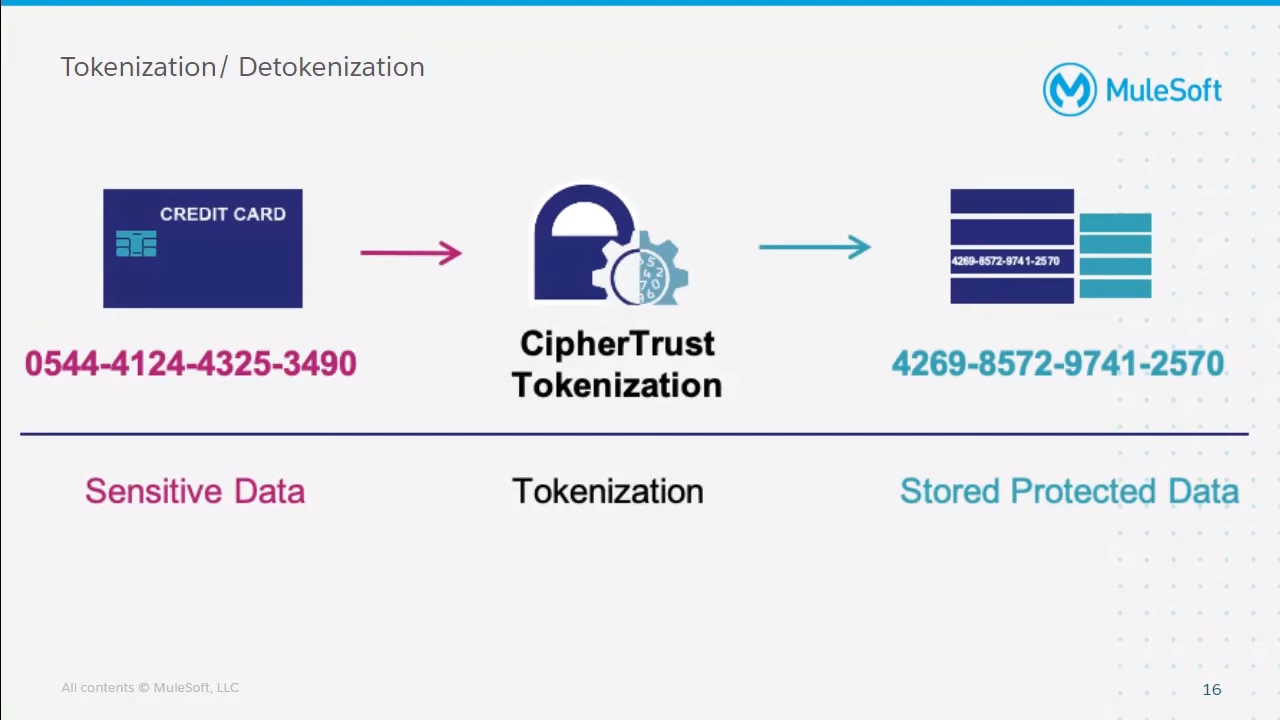 Tokenization/ Detokenization
MuleSoft
CREDIT CARD
4269-8572-9741-2570
0544-4124-4325-3490
CipherTrust
Tokenization
4269-8572-9741-2570
Sensitive Data
Tokenization
Stored Protected Data
All contents © MuleSoft, LLC
16